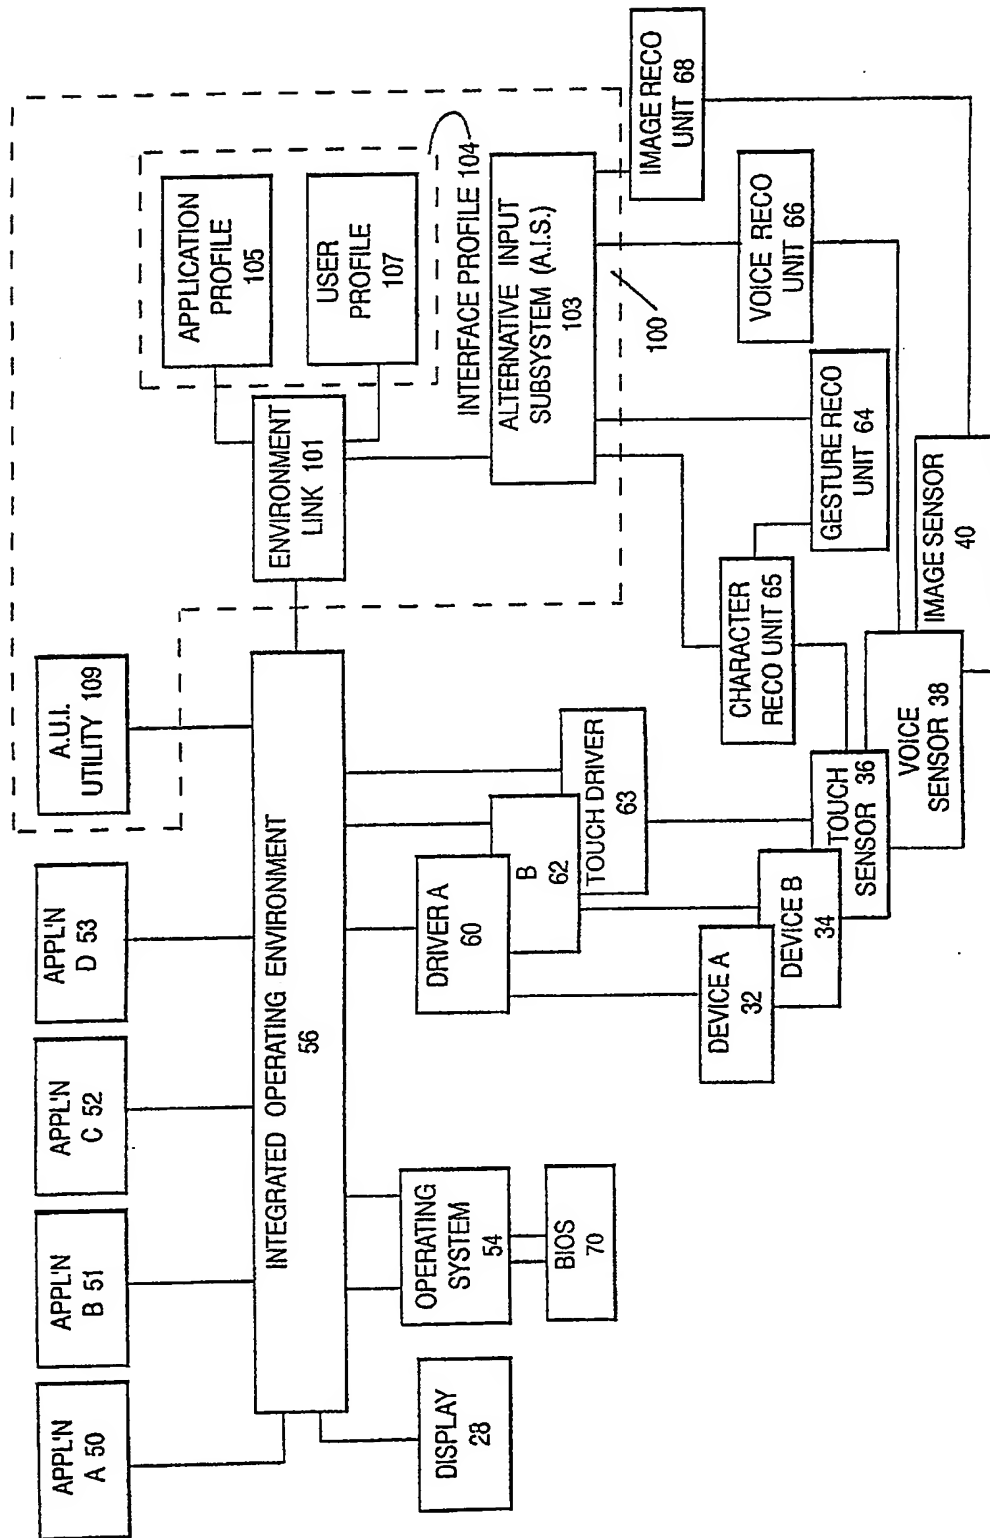 APPL'N
A 50
APPL'N
B 51
APPL'N
C 52
APPL'N
D 53
A.U.I.
UTILITY 109
INTEGRATED OPERATING ENVIRONMENT
56
ENVIRONMENT
LINK 101
APPLICATION
PROFILE
105
USER
PROFILE
107
INTERFACE PROFILE 104
ALTERNATIVE INPUT
SUBSYSTEM (A.I.S.)
103
100
DISPLAY
28
OPERATING
SYSTEM
54
BIOS
70
DRIVER A
60
B
62
TOUCH DRIVER
63
DEVICE A
32
DEVICE B
34
TOUCH
SENSOR 36
VOICE
SENSOR 38
IMAGE SENSOR
40
CHARACTER
RECO UNIT 65
GESTURE RECO
UNIT 64
VOICE RECO
UNIT 66
IMAGE RECO
UNIT 68